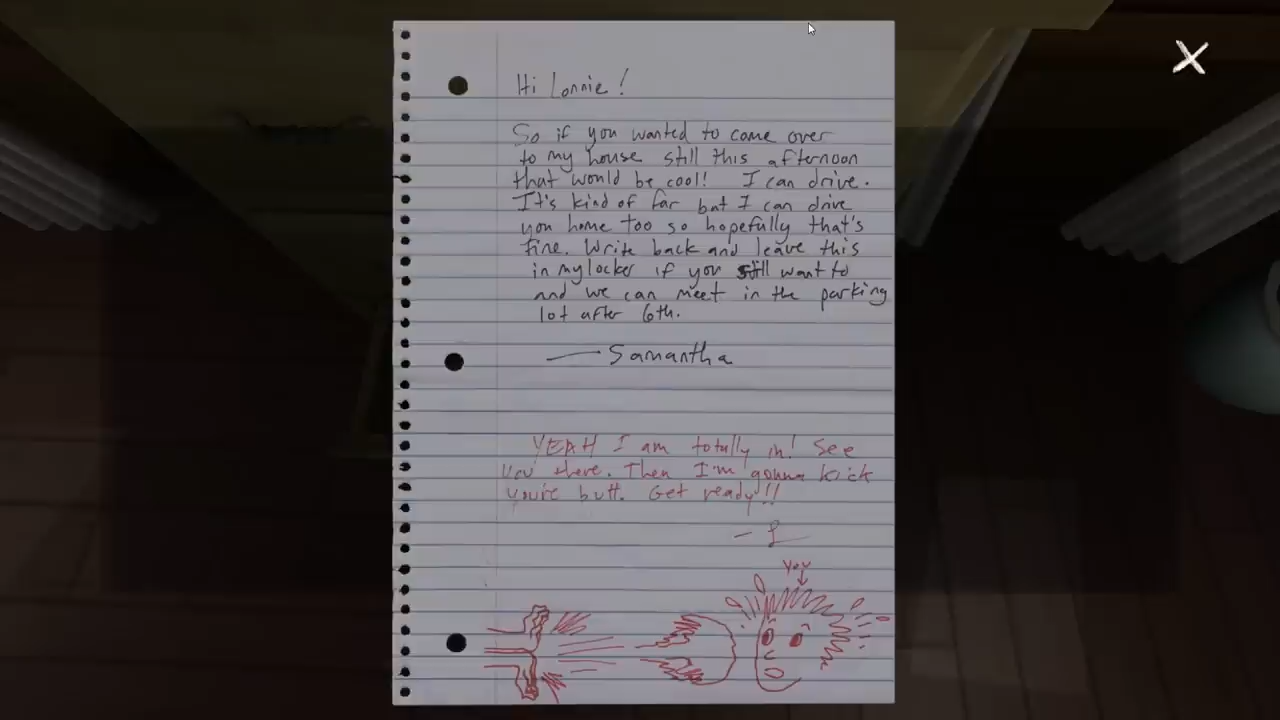 Hi Lonnie!
So if you wanted to come over
to my house still this afternoon
that would be cool! I can drive.
It's kind of far but I can drive
you home too so hopefully that's
fine. Write back and leave this
in my locker if you still want to
and we can meet in the parking
lot after 6th.
— Samantha
YEAH I am totally in! See
you there. Then I'm gonna kick
you're butt. Get ready!!
- L
you